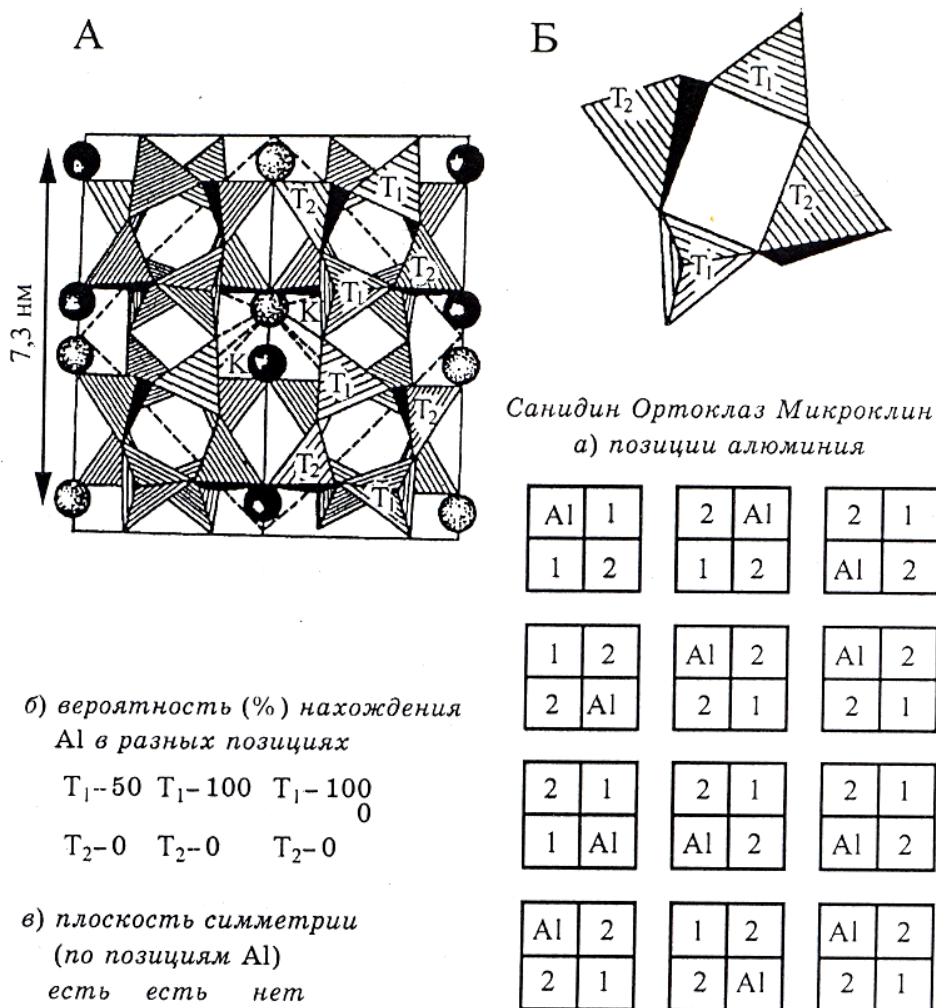 А
Б
T₂
T₁
T₂
T₁
T₂
T₁
T₂
T₁
K
K
T₁
T₂
T₂
T₁
7,3 нм
Санидин Ортоклаз Микроклин
а) позиции алюминия
Al 1 2 Al 2 1
1 2 1 2 Al 2
1 2 Al 2 Al 2
2 Al 2 1 2 1
2 1 2 1 2 1
1 Al Al 2 Al 2
Al 2 1 2 Al 2
2 1 2 Al 2 1
б) вероятность (%) нахождения
Al в разных позициях
T₁-50 T₁-100 T₁-100
0
T₂-0 T₂-0 T₂-0
в) плоскость симметрии
(по позициям Al)
есть есть нет